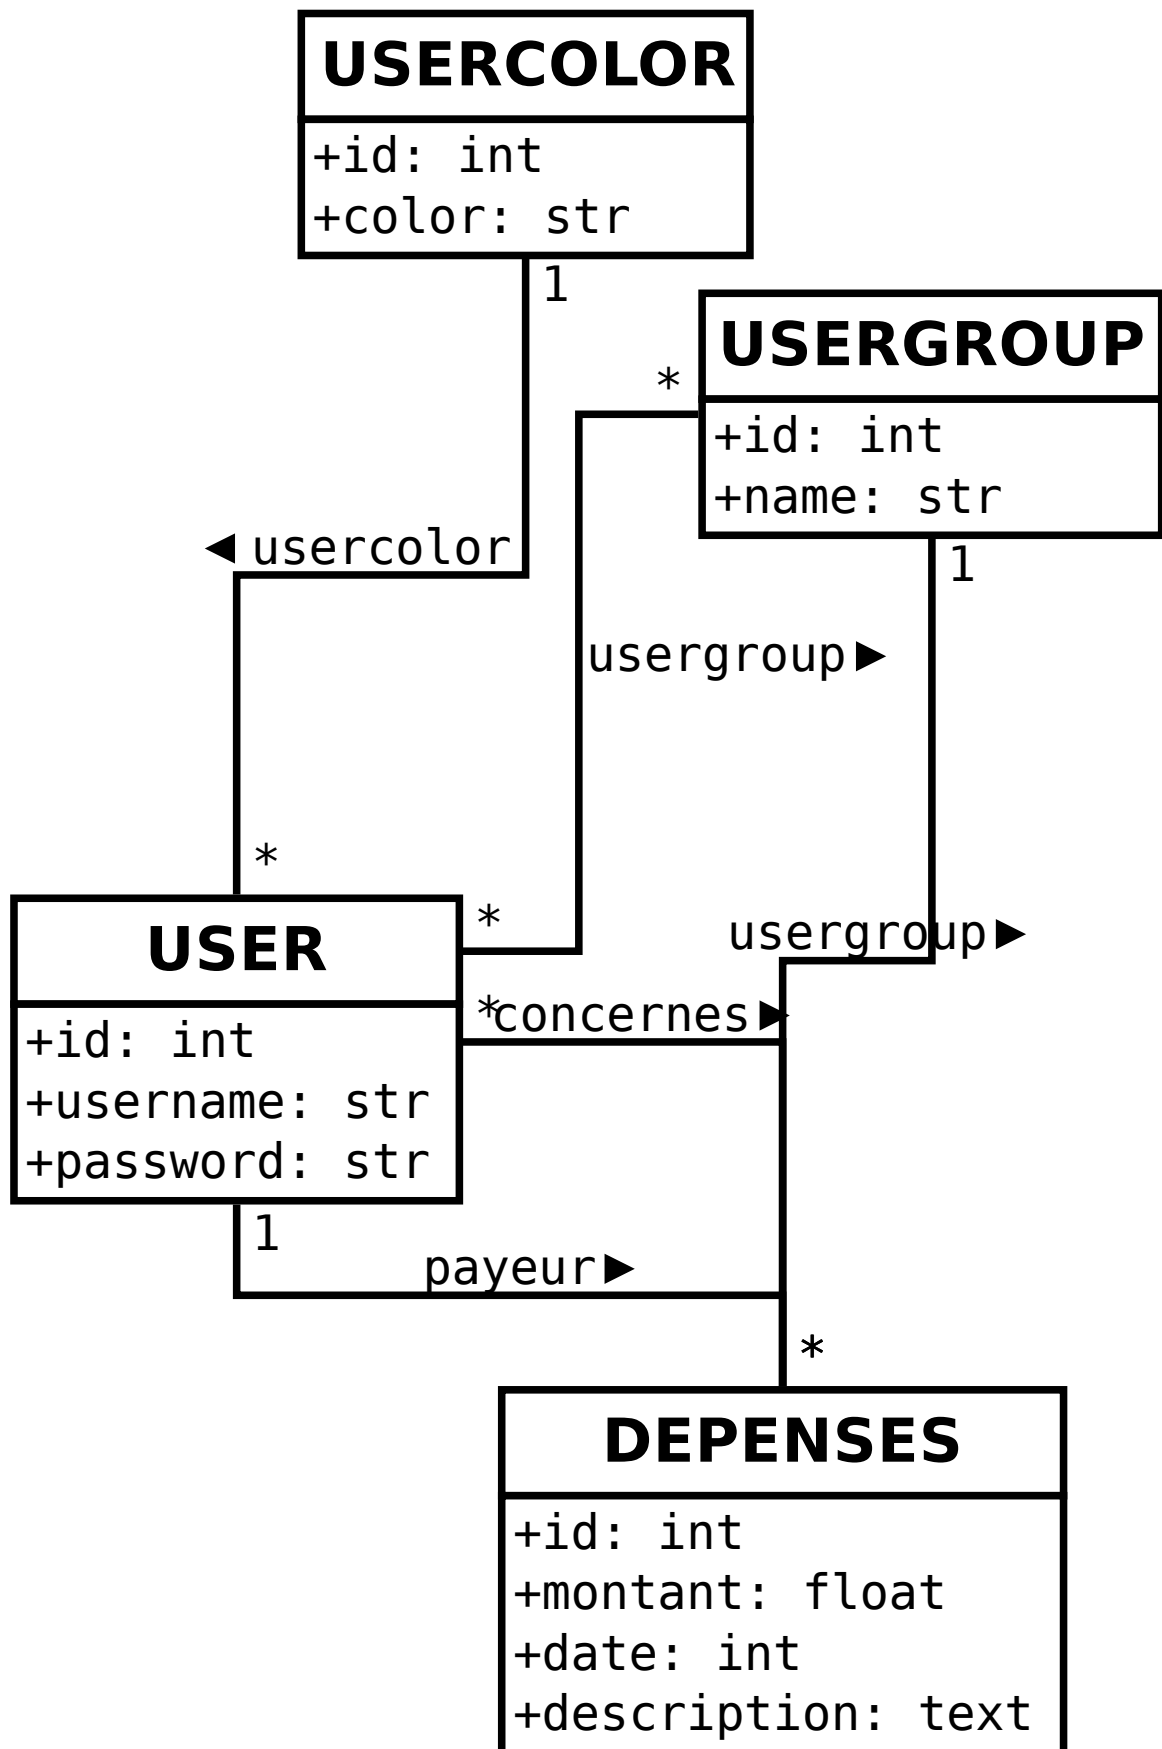 USERCOLOR
+id: int
+color: str
1
USERGROUP
*
+id: int
+name: str
◀ usercolor
1
usergroup ▶
*
USER
*
usergroup ▶
*
concernes ▶
+id: int
+username: str
+password: str
1
payeur ▶
*
DEPENSES
+id: int
+montant: float
+date: int
+description: text